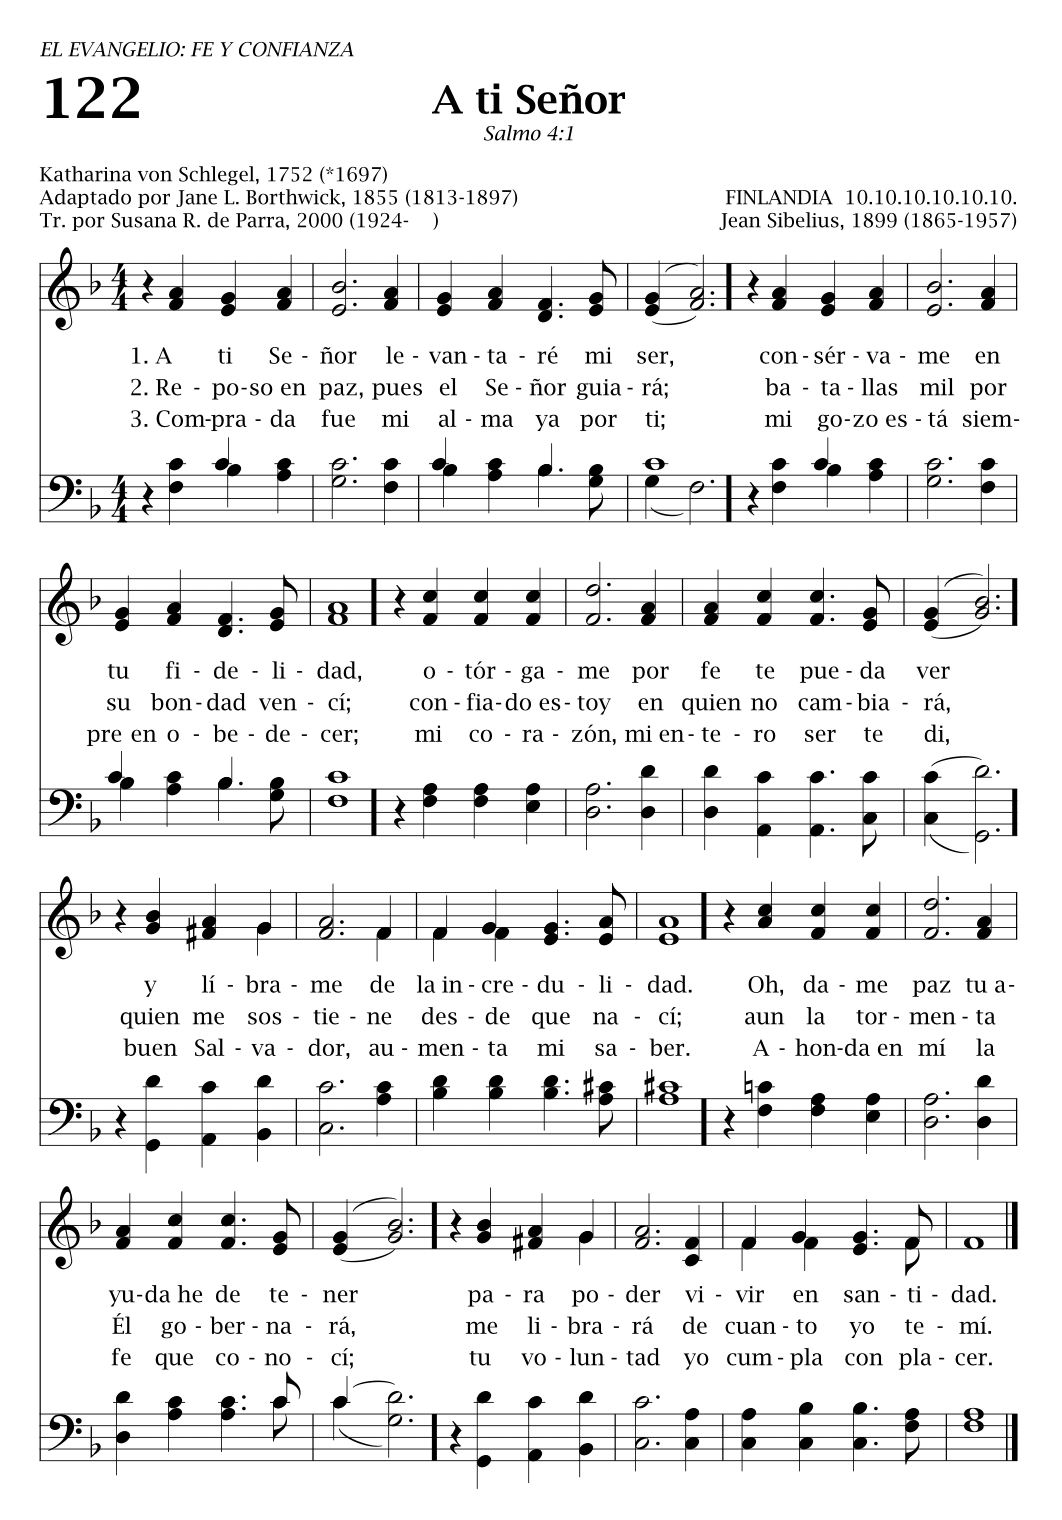 EL EVANGELIO: FE Y CONFIANZA
122
A ti Señor
Salmo 4:1
Katharina von Schlegel, 1752 (*1697)
Adaptado por Jane L. Borthwick, 1855 (1813-1897)
FINLANDIA 10.10.10.10.10.10.
Tr. por Susana R. de Parra, 2000 (1924- )
Jean Sibelius, 1899 (1865-1957)
4 4
1. A ti Se - ñor le - van - ta - ré mi ser, con - sér - va - me en
2. Re - po - so en paz, pues el Se - ñor guia - rá; ba - ta - llas mil por
3. Com - pra - da fue mi al - ma ya por ti; mi go - zo es - tá siem-
4 4
tu fi - de - li - dad, o - tór - ga - me por fe te pue - da ver
su bon - dad ven - cí; con - fia - do es - toy en quien no cam - bia - rá,
pre en o - be - de - cer; mi co - ra - zón, mi en - te - ro ser te di,
y lí - bra - me de la in - cre - du - li - dad. Oh, da - me paz tu a-
quien me sos - tie - ne des - de que na - cí; aun la tor - men - ta
buen Sal - va - dor, au - men - ta mi sa - ber. A - hon - da en mí la
yu - da he de te - ner pa - ra po - der vi - vir en san - ti - dad.
Él go - ber - na - rá, me li - bra - rá de cuan - to yo te - mí.
fe que co - no - cí; tu vo - lun - tad yo cum - pla con pla - cer.